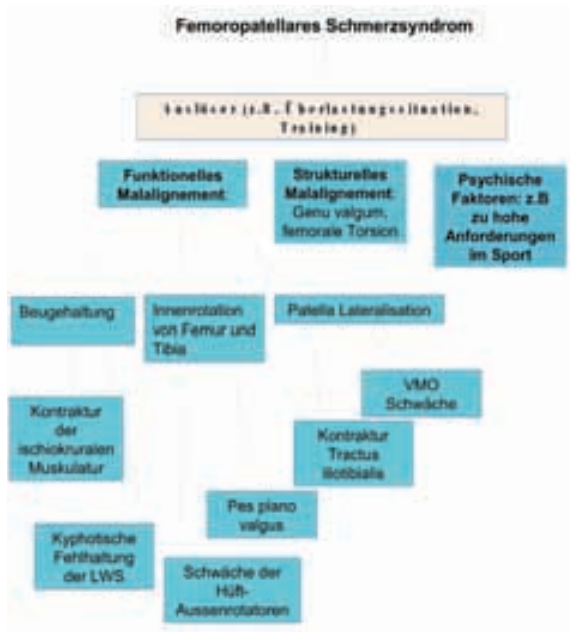 Femoropatellares Schmerzsyndrom
Auslöser (z.B. Überlastungssituation,
Training)
Funktionelles
Malalignement
Strukturelles
Malalignement:
Genu valgum,
femorale Torsion
Psychische
Faktoren: z.B
zu hohe
Anforderungen
im Sport
Beugehaltung
Innenrotation
von Femur und
Tibia
Patella Lateralisation
VMO
Schwäche
Kontraktur
der
ischiokruralen
Muskulatur
Kontraktur
Tractus
iliotibialis
Pes plano
valgus
Kyphotische
Fehlhaltung
der LWS
Schwäche der
Hüft-
Aussenrotatoren